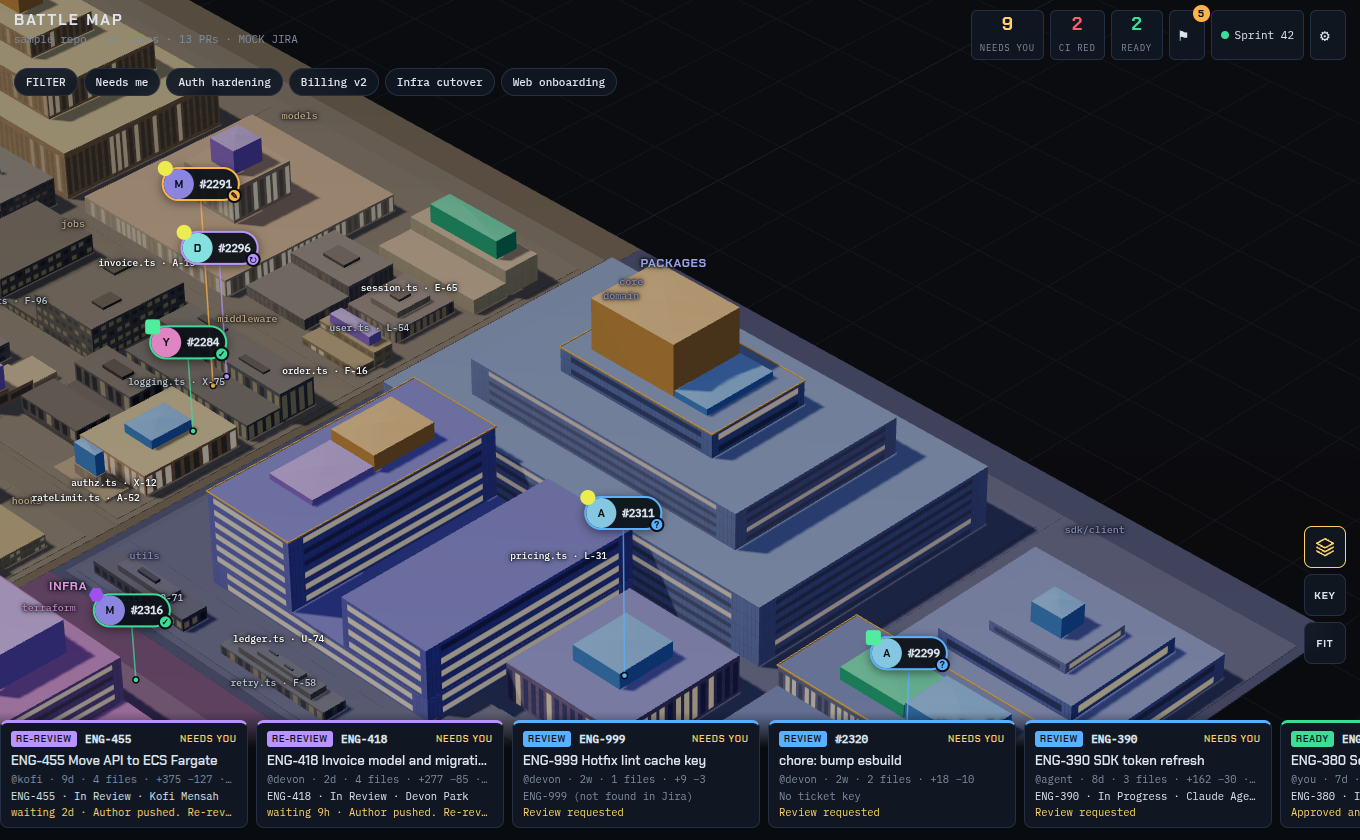 BATTLE MAP
sample repo · 13 PRs · MOCK JIRA
9
NEEDS YOU
2
CI RED
2
READY
⚑
5
Sprint 42
⚙
FILTER
Needs me
Auth hardening
Billing v2
Infra cutover
Web onboarding
models
M
#2291
jobs
D
#2296
invoice.ts ·
PACKAGES
core
domain
session.ts · E-65
· F-96
middleware
user.ts · L-54
Y
#2284
order.ts · F-16
logging.ts · X-75
authz.ts · X-12
rateLimit.ts · A-52
A
#2311
?
sdk/client
utils
pricing.ts · L-31
INFRA
terraform
M
#2316
-71
ledger.ts · U-74
A
#2299
?
retry.ts · F-58
KEY
FIT
RE-REVIEW ENG-455 NEEDS YOU
ENG-455 Move API to ECS Fargate
@kofi · 9d · 4 files · +375 -127 ·…
ENG-455 · In Review · Kofi Mensah
waiting 2d · Author pushed. Re-rev…
RE-REVIEW ENG-418 NEEDS YOU
ENG-418 Invoice model and migrati…
@devon · 2d · 4 files · +277 -85 ·…
ENG-418 · In Review · Devon Park
waiting 9h · Author pushed. Re-rev…
REVIEW ENG-999 NEEDS YOU
ENG-999 Hotfix lint cache key
@devon · 2w · 1 files · +9 -3
ENG-999 (not found in Jira)
Review requested
REVIEW #2320 NEEDS YOU
chore: bump esbuild
@devon · 2w · 2 files · +18 -10
No ticket key
Review requested
REVIEW ENG-390 NEEDS YOU
ENG-390 SDK token refresh
@agent · 8d · 3 files · +162 -30 ·…
ENG-390 · In Progress · Claude Age…
Review requested
READY
ENG-380
@you · 7d
ENG-380 ·
Approved